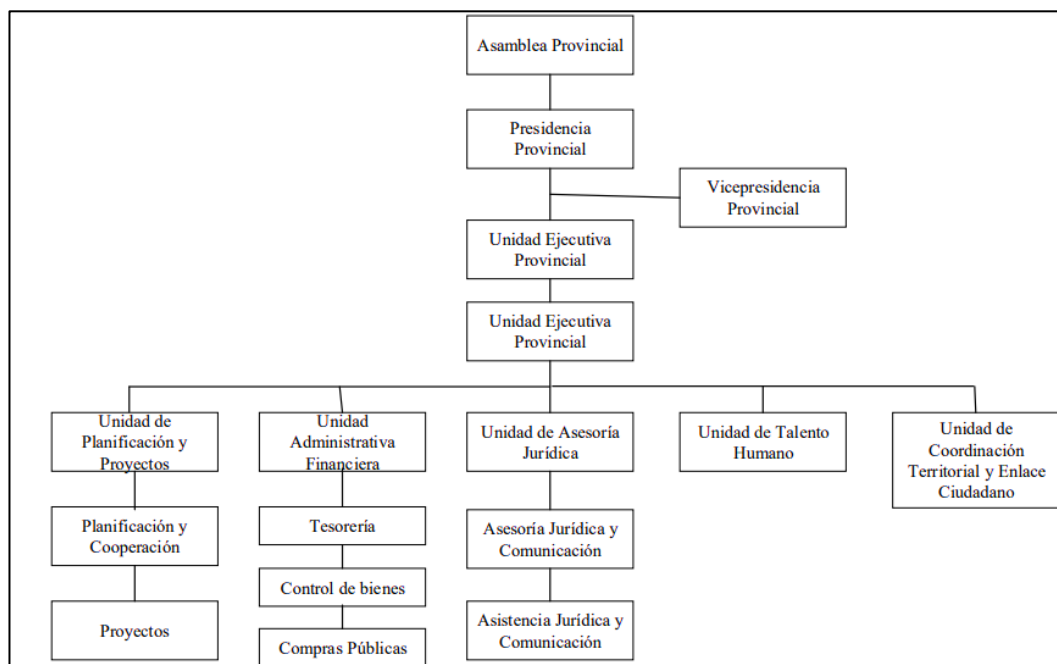 Asamblea Provincial
Presidencia
Provincial
Vicepresidencia
Provincial
Unidad Ejecutiva
Provincial
Unidad Ejecutiva
Provincial
Unidad de
Planificación y
Proyectos
Unidad
Administrativa
Financiera
Unidad de Asesoría
Jurídica
Unidad de Talento
Humano
Unidad de
Coordinación
Territorial y Enlace
Ciudadano
Planificación y
Cooperación
Tesorería
Asesoría Jurídica y
Comunicación
Control de bienes
Proyectos
Compras Públicas
Asistencia Jurídica y
Comunicación